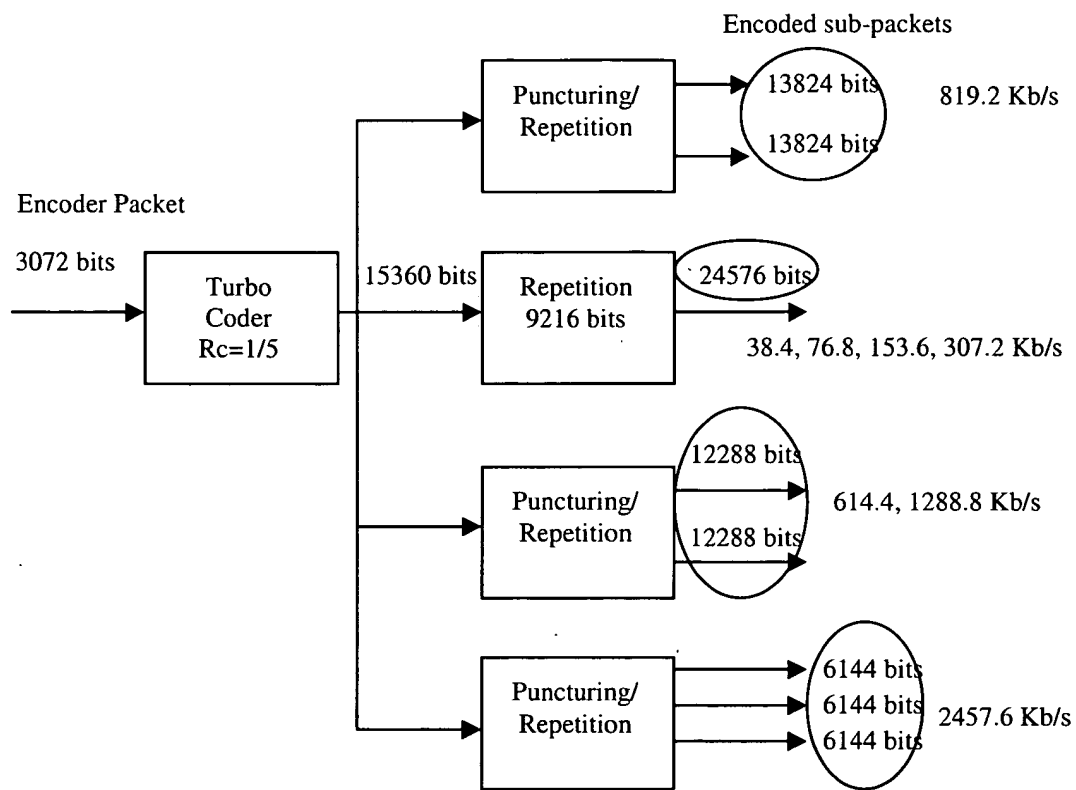 Encoded sub-packets
Puncturing/
Repetition
13824 bits
13824 bits
819.2 Kb/s
Encoder Packet
3072 bits
Turbo
Coder
Rc=1/5
15360 bits
Repetition
9216 bits
24576 bits
38.4, 76.8, 153.6, 307.2 Kb/s
Puncturing/
Repetition
12288 bits
12288 bits
614.4, 1288.8 Kb/s
Puncturing/
Repetition
6144 bits
6144 bits
6144 bits
2457.6 Kb/s